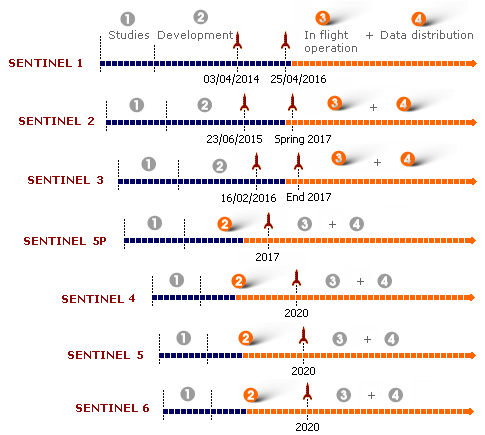 1 2 3 4
Studies Development In flight operation + Data distribution
SENTINEL 1
03/04/2014 25/04/2016
1 2 3 + 4
SENTINEL 2
23/06/2015 Spring 2017
1 2 3 + 4
SENTINEL 3
16/02/2016 End 2017
1 2 3 + 4
SENTINEL 5P
2017
1 2 3 + 4
SENTINEL 4
2020
1 2 3 + 4
SENTINEL 5
2020
1 2 3 + 4
SENTINEL 6
2020